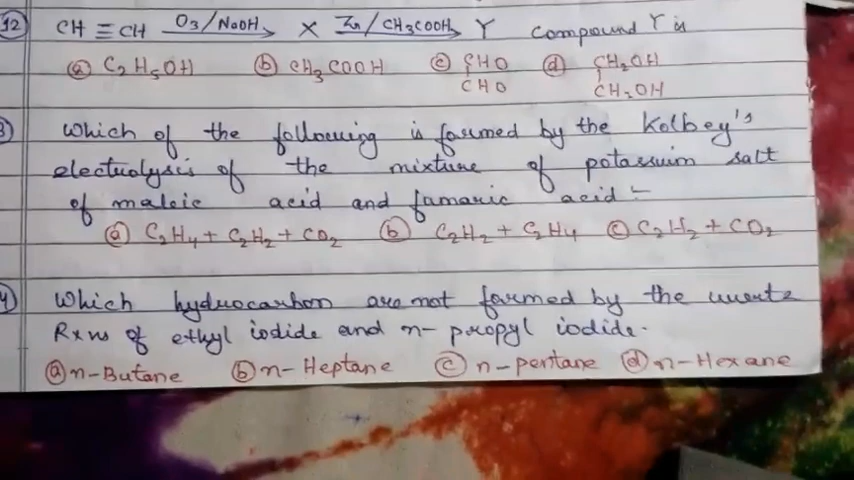 12 CH ≡ CH O3/NaOH→ X Zn/CH3COOH→ Y Compound Y is
(a) C2H5OH (b) CH3COOH (c) CHO (d) CH2OH
CHO CH2OH
3) Which of the following is formed by the Kolbey's
electrolysis of the mixture of potassium salt
of maleic acid and famaric acid :-
(a) C2H4 + C2H2 + CO2 (b) C2H2 + C2H4 (c) C2H2 + CO2
4) Which hydrocarbon are not formed by the wurtz
Rxns of ethyl iodide and n-propyl iodide.
(a) n-Butane (b) n-Heptane (c) n-pentane (d) n-Hexane